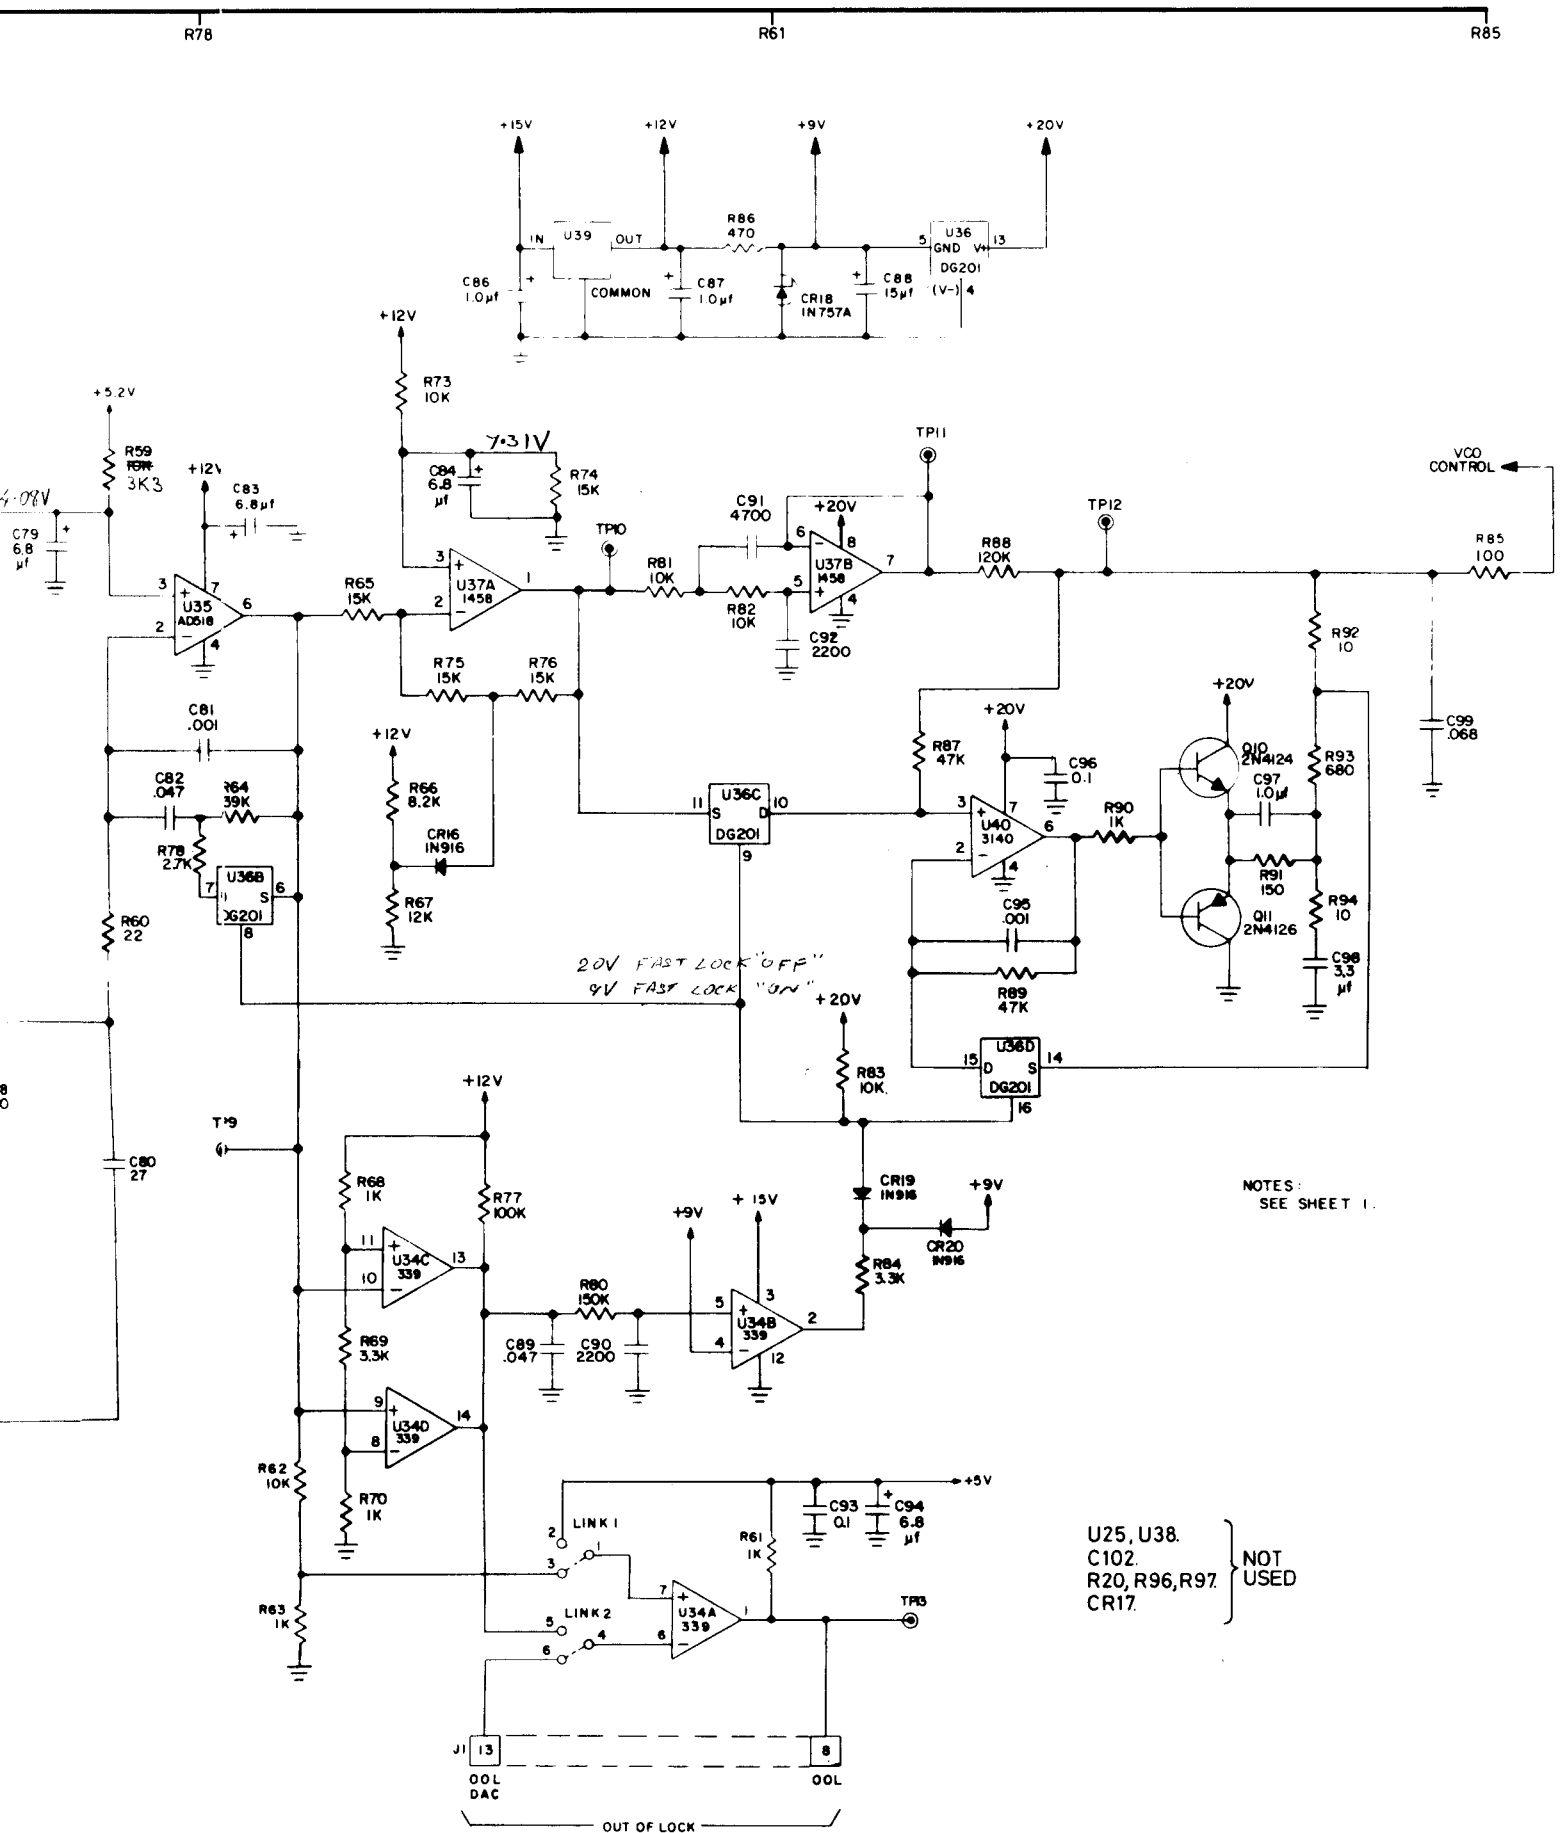 R78
R61
R85
+15V
+12V
+9V
+20V
IN
U39
OUT
COMMON
C86
1.0µf
+
C87
1.0µf
+
R86
470
CR18
IN757A
+
C88
15µf
5
U36
13
GND V+
DG201
(V-) 4
+12V
R73
10K
7.31V
C84
6.8
µf
+
R74
15K
+5.2V
R59
10K
3K3
4.08V
C79
6.8
µf
+
+12V
C83
6.8µf
+
3
+
7
U35
AD518
6
2
-
4
R65
15K
3
+
U37A
1458
1
2
-
TP10
R75
15K
R76
15K
R81
10K
R82
10K
C91
4700
C92
2200
+20V
6
-
8
U37B
1458
7
5
+
4
TP11
R88
120K
TP12
VCO
CONTROL
R85
100
R92
10
C99
.068
C81
.001
C82
.047
R64
39K
R78
2.7K
7
U36B
S
6
DG201
8
R60
22
+12V
R66
8.2K
CR16
IN916
R67
12K
11
S
U36C
D
10
DG201
9
R87
47K
+20V
C96
0.1
3
+
7
U40
3140
6
2
-
4
R90
1K
C95
.001
R89
47K
+20V
Q10
2N4124
C97
1.0µf
R93
680
R91
150
Q11
2N4126
R94
10
C98
3.3
µf
20V FAST LOCK "OFF"
9V FAST LOCK "ON"
+20V
R83
10K.
15
D
U36D
S
14
DG201
16
8
0
TP9
C80
27
+12V
R68
1K
R77
100K
11
+
U34C
339
13
10
-
R69
3.3K
9
+
U34D
339
14
8
-
R62
10K
R70
1K
R63
1K
C89
.047
R80
150K
C90
2200
+9V
+ 15V
5
+
3
U34B
339
2
4
-
12
CR19
IN916
+9V
CR20
IN916
R84
3.3K
NOTES:
SEE SHEET 1.
LINK 1
2
1
3
LINK 2
5
4
6
7
+
U34A
339
1
6
-
R61
1K
C93
0.1
+
C94
6.8
µf
+5V
TP13
J1
13
8
OOL
DAC
OOL
OUT OF LOCK
U25, U38.
C102.
R20, R96, R97.
CR17.
NOT
USED